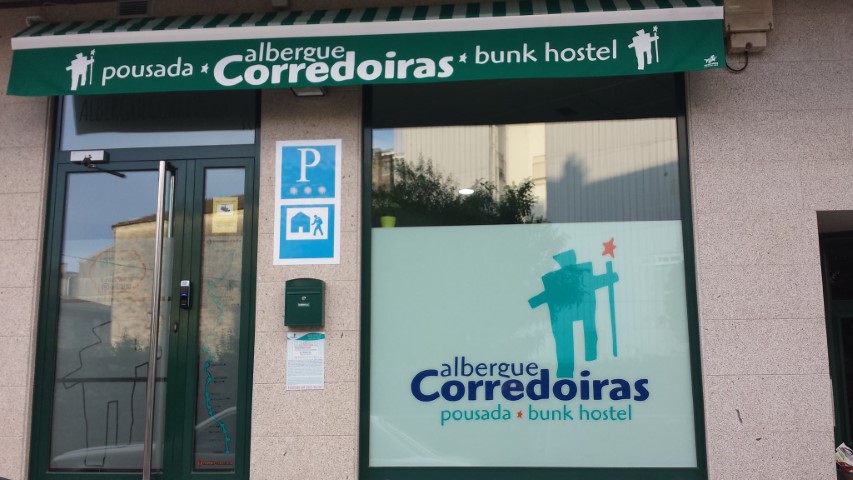 albergue
pousada * Corredoiras * bunk hostel
P
albergue
Corredoiras
pousada * bunk hostel